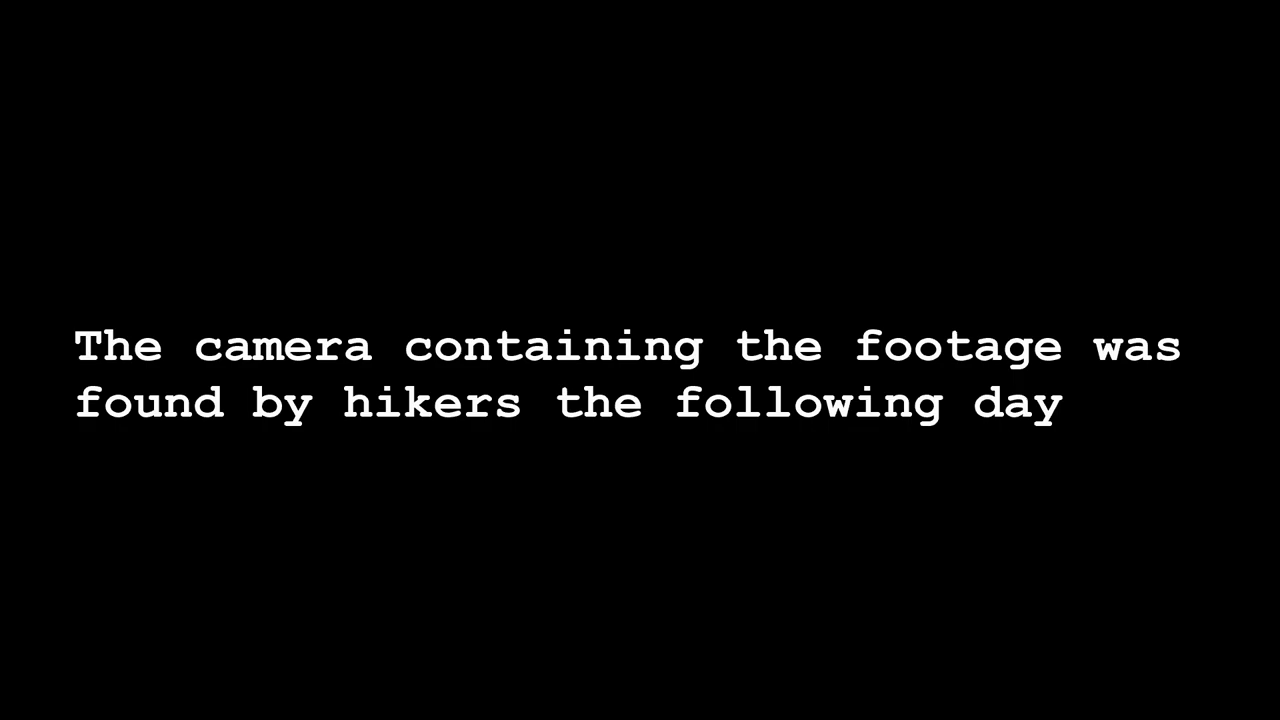 The camera containing the footage was
found by hikers the following day